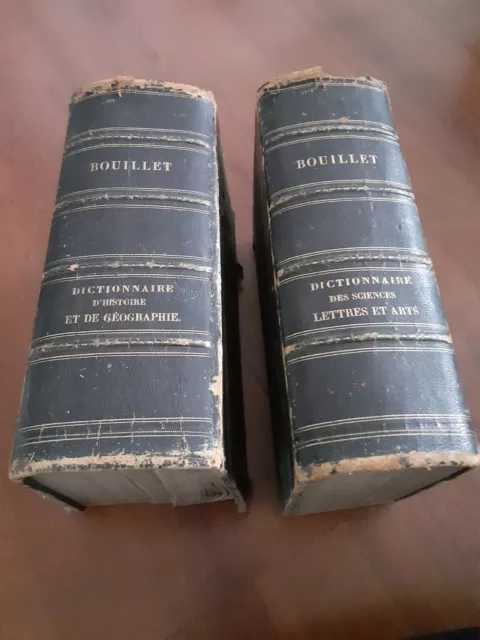 BOUILLET
DICTIONNAIRE
D'HISTOIRE
ET DE GÉOGRAPHIE.
BOUILLET
DICTIONNAIRE
DES SCIENCES
LETTRES ET ARTS